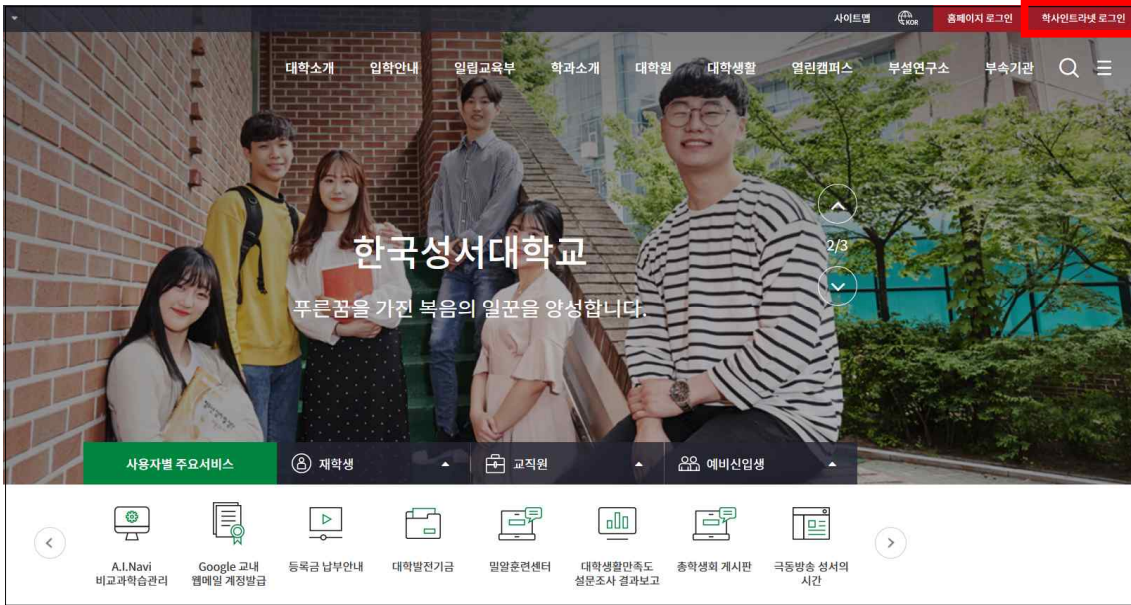 사이트맵 KOR 홈페이지 로그인 학사인트라넷 로그인
대학소개 입학안내 일립교육부 학과소개 대학원 대학생활 열린캠퍼스 부설연구소 부속기관
한국성서대학교
2/3
푸른꿈을 가진 복음의 일꾼을 양성합니다.
사용자별 주요서비스 재학생 교직원 예비신입생
A.I.Navi
비교과학습관리
Google 교내
웹메일 계정발급
등록금 납부안내
대학발전기금
밀알훈련센터
대학생활만족도
설문조사 결과보고
총학생회 게시판
극동방송 성서의
시간